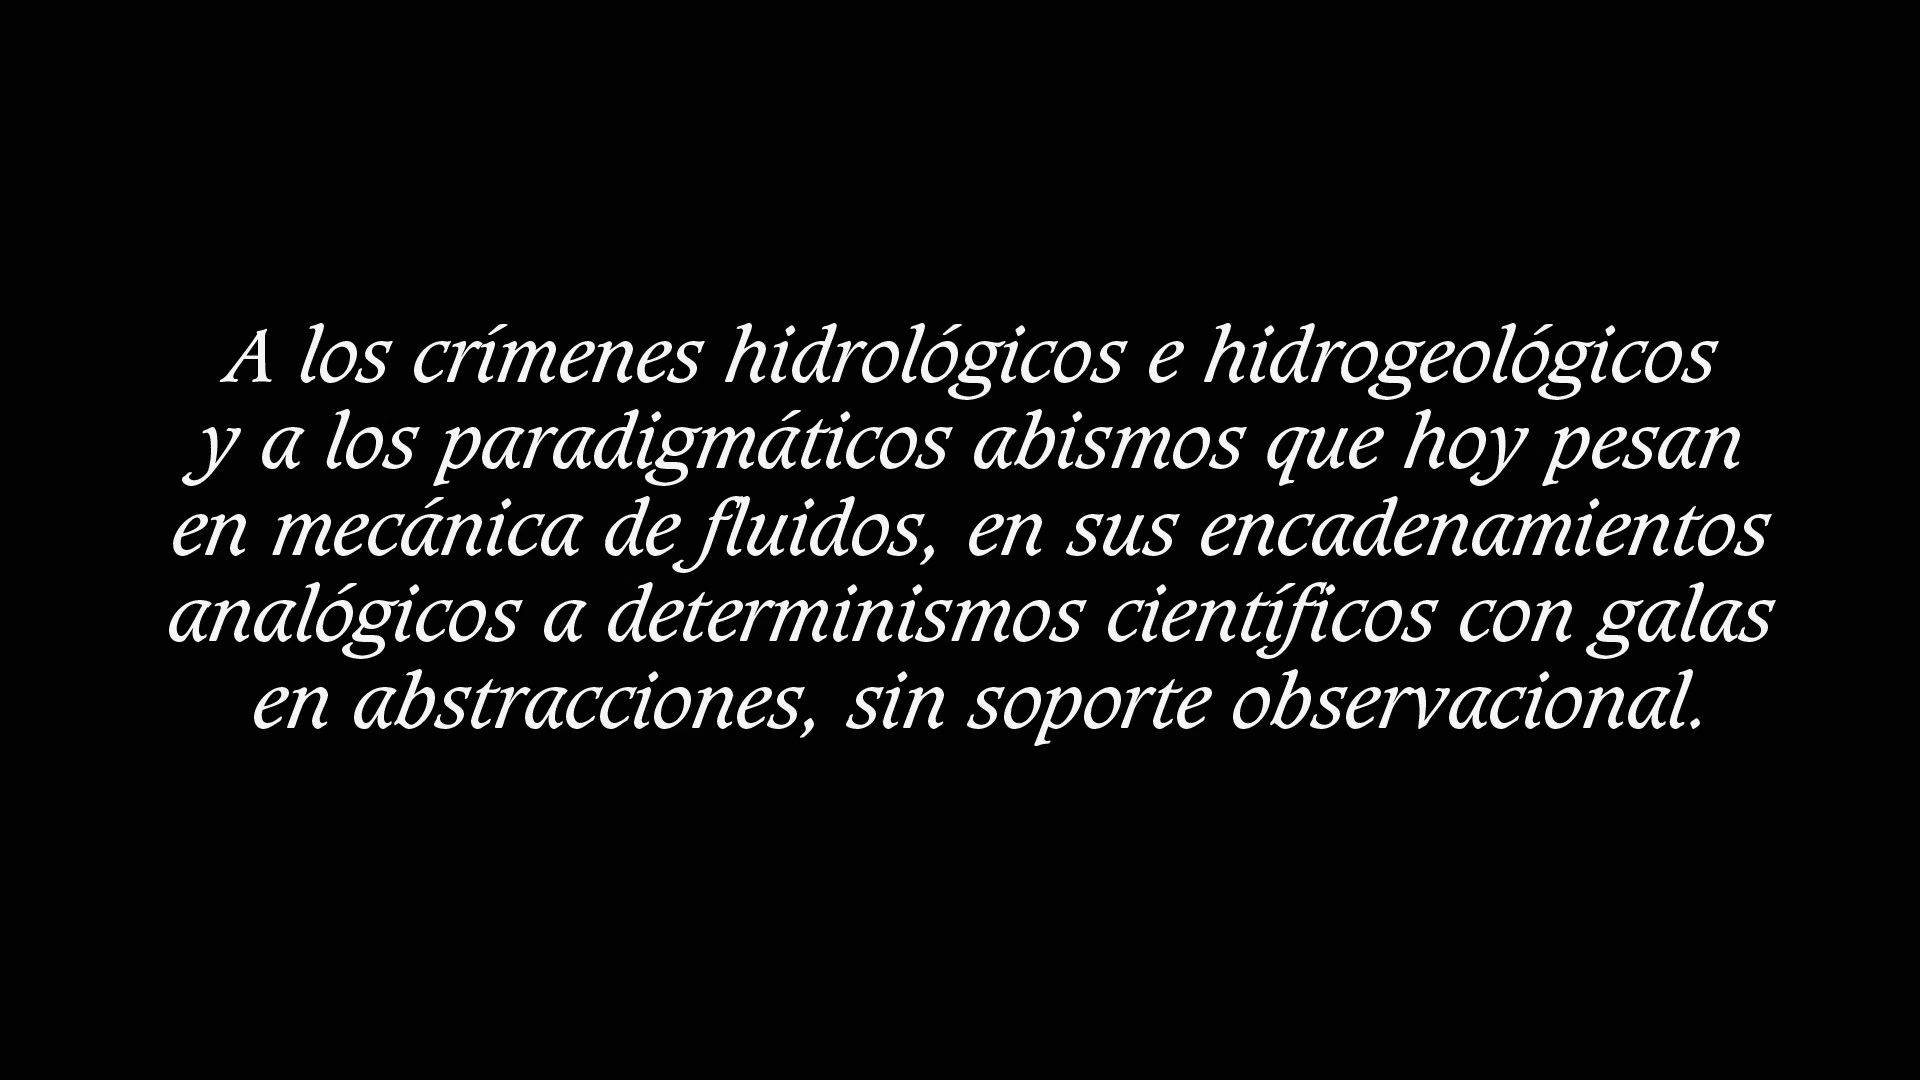 A los crímenes hidrológicos e hidrogeológicos
y a los paradigmáticos abismos que hoy pesan
en mecánica de fluidos, en sus encadenamientos
analógicos a determinismos científicos con galas
en abstracciones, sin soporte observacional.